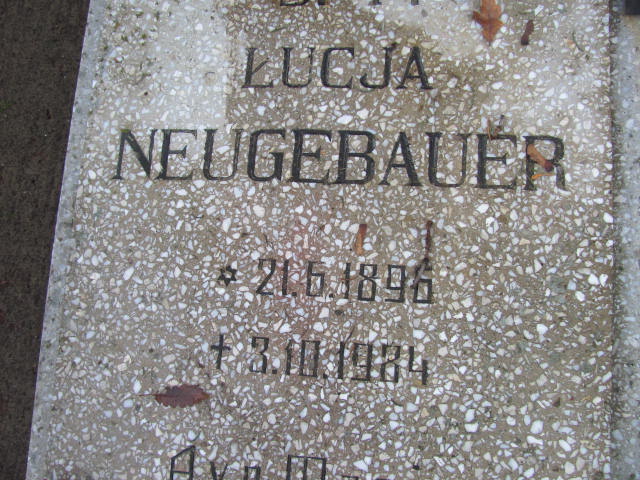 ŁUCJA
NEUGEBAUER
* 21.6.1896
† 3.10.1984